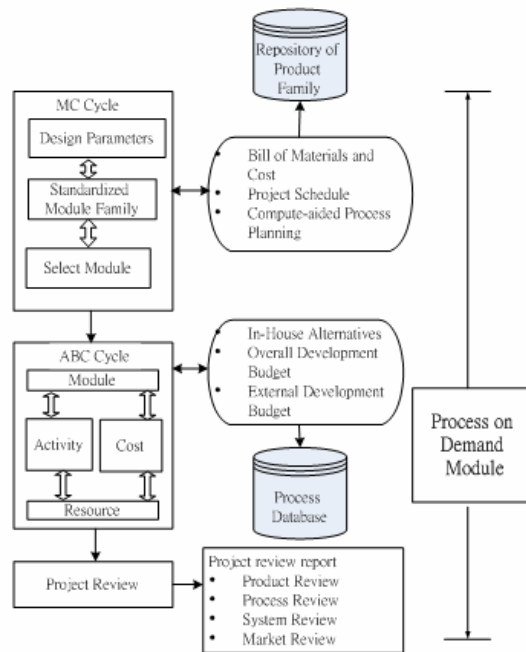 Repository of
Product
Family
MC Cycle
Design Parameters
Standardized
Module Family
Select Module
• Bill of Materials and
Cost
• Project Schedule
• Compute-aided Process
Planning
ABC Cycle
Module
Activity
Cost
Resource
• In-House Alternatives
• Overall Development
Budget
• External Development
Budget
Process
Database
Process on
Demand
Module
Project Review
Project review report
• Product Review
• Process Review
• System Review
• Market Review